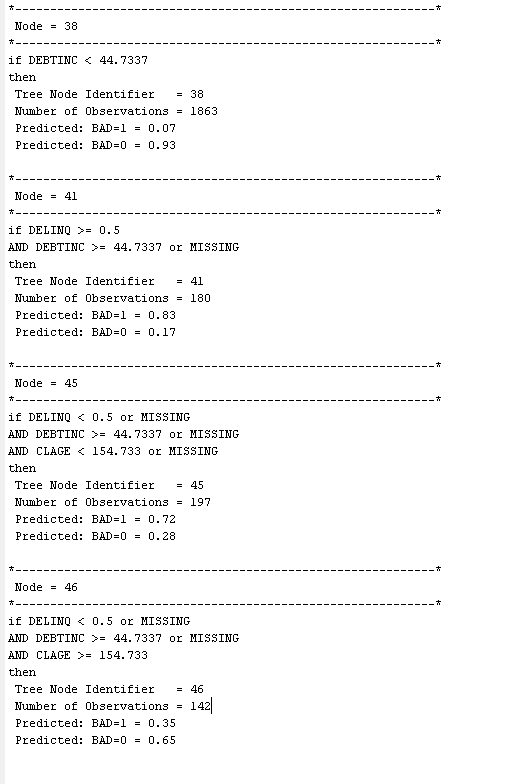 *------------------------------------------------------------*
 Node = 38
*------------------------------------------------------------*
if DEBTINC < 44.7337
then
 Tree Node Identifier   = 38
 Number of Observations = 1863
 Predicted: BAD=1 = 0.07
 Predicted: BAD=0 = 0.93

*------------------------------------------------------------*
 Node = 41
*------------------------------------------------------------*
if DELINQ >= 0.5
AND DEBTINC >= 44.7337 or MISSING
then
 Tree Node Identifier   = 41
 Number of Observations = 180
 Predicted: BAD=1 = 0.83
 Predicted: BAD=0 = 0.17

*------------------------------------------------------------*
 Node = 45
*------------------------------------------------------------*
if DELINQ < 0.5 or MISSING
AND DEBTINC >= 44.7337 or MISSING
AND CLAGE < 154.733 or MISSING
then
 Tree Node Identifier   = 45
 Number of Observations = 197
 Predicted: BAD=1 = 0.72
 Predicted: BAD=0 = 0.28

*------------------------------------------------------------*
 Node = 46
*------------------------------------------------------------*
if DELINQ < 0.5 or MISSING
AND DEBTINC >= 44.7337 or MISSING
AND CLAGE >= 154.733
then
 Tree Node Identifier   = 46
 Number of Observations = 142
 Predicted: BAD=1 = 0.35
 Predicted: BAD=0 = 0.65